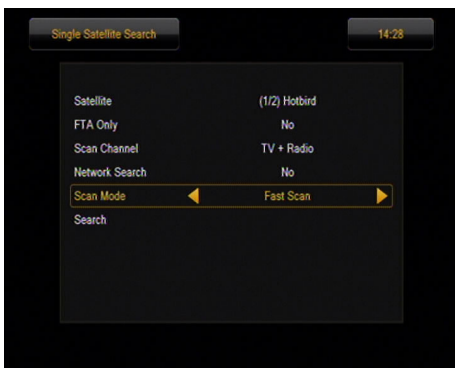 Single Satellite Search 14:28
Satellite (1/2) Hotbird
FTA Only No
Scan Channel TV + Radio
Network Search No
Scan Mode Fast Scan
Search